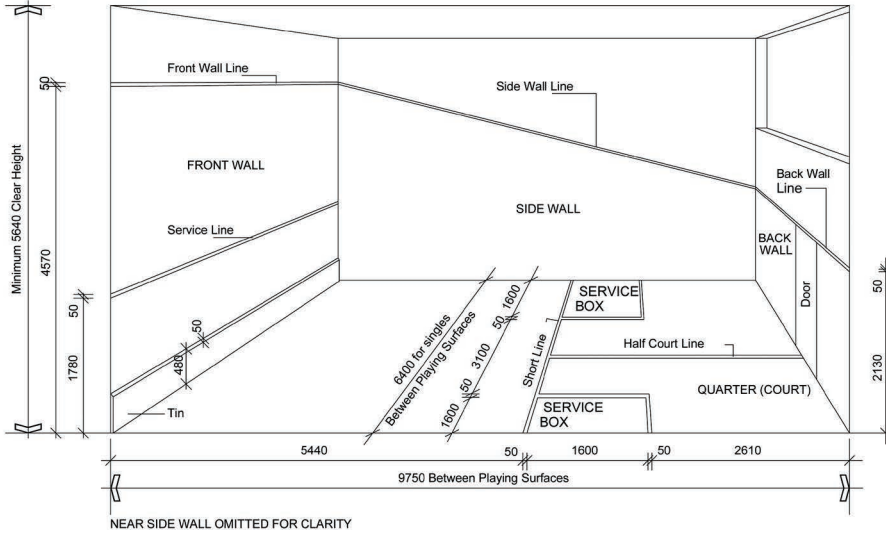 Minimum 5640 Clear Height
50
4570
50
1780
Front Wall Line
FRONT WALL
Service Line
50
480
Tin
Side Wall Line
SIDE WALL
Back Wall
Line
BACK
WALL
Door
50
2130
6400 for singles
Between Playing Surfaces
1600
50
3100
50
1600
Short Line
SERVICE
BOX
Half Court Line
QUARTER (COURT)
SERVICE
BOX
5440
50
1600
50
2610
9750 Between Playing Surfaces
NEAR SIDE WALL OMITTED FOR CLARITY